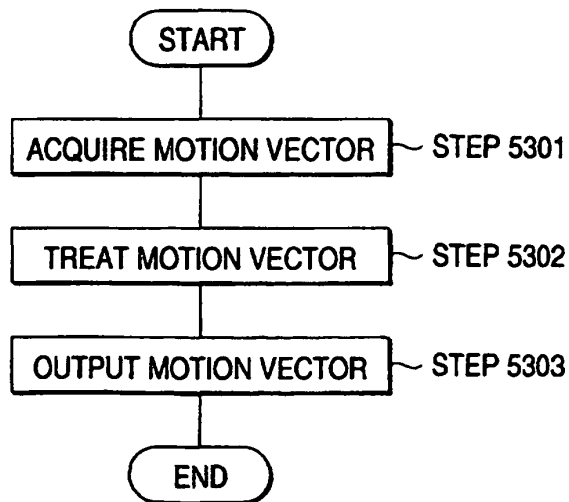 START
ACQUIRE MOTION VECTOR ~ STEP 5301
TREAT MOTION VECTOR ~ STEP 5302
OUTPUT MOTION VECTOR ~ STEP 5303
END